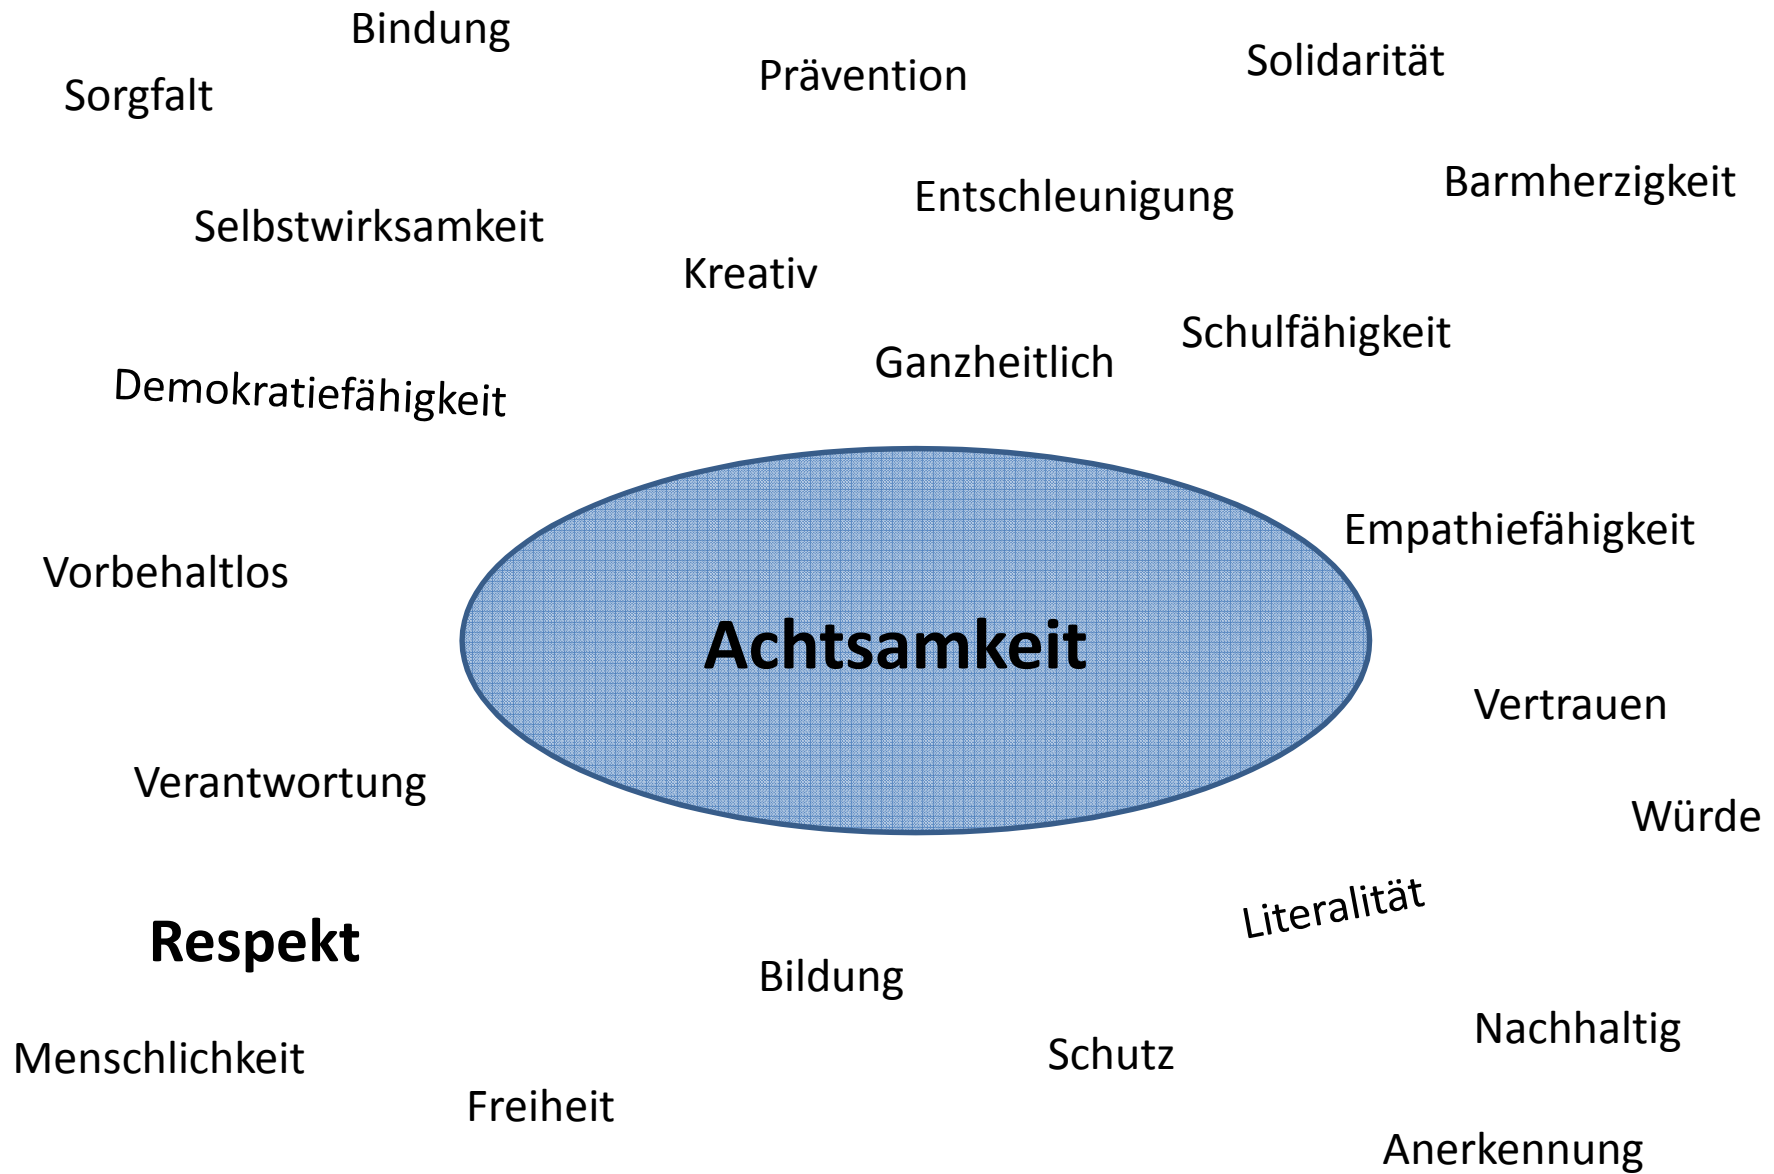 Bindung
Solidarität
Prävention
Sorgfalt
Barmherzigkeit
Entschleunigung
Selbstwirksamkeit
Kreativ
Schulfähigkeit
Ganzheitlich
Demokratiefähigkeit
Empathiefähigkeit
Vorbehaltlos
Achtsamkeit
Vertrauen
Verantwortung
Würde
Literalität
Respekt
Bildung
Nachhaltig
Schutz
Menschlichkeit
Freiheit
Anerkennung